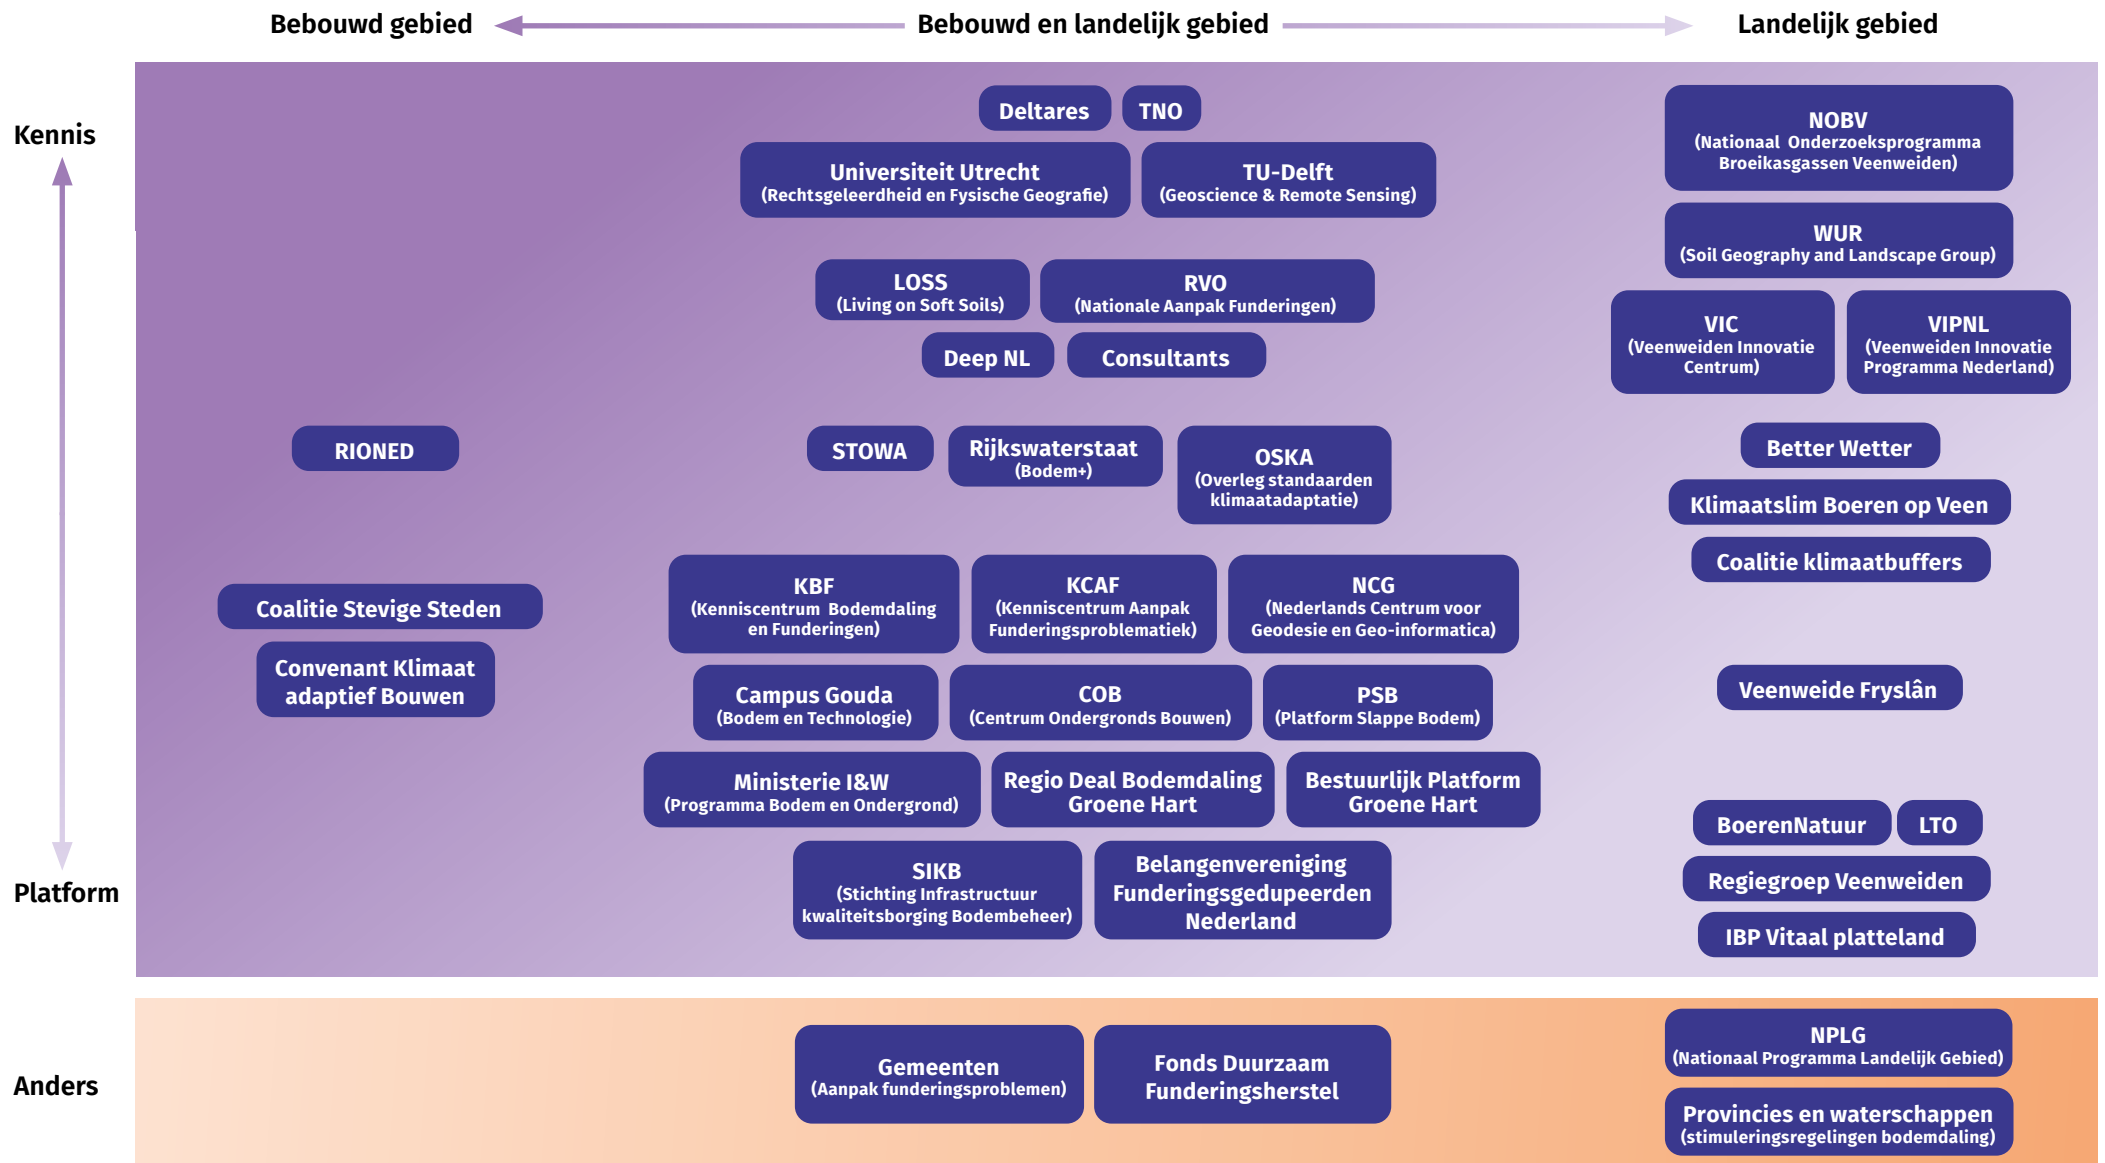 Bebouwd gebied
Bebouwd en landelijk gebied
Landelijk gebied
Kennis
Platform
Anders
RIONED
Coalitie Stevige Steden
Convenant Klimaat
adaptief Bouwen
Deltares
TNO
Universiteit Utrecht
(Rechtsgeleerdheid en Fysische Geografie)
TU-Delft
(Geoscience & Remote Sensing)
LOSS
(Living on Soft Soils)
RVO
(Nationale Aanpak Funderingen)
Deep NL
Consultants
STOWA
Rijkswaterstaat
(Bodem+)
OSKA
(Overleg standaarden
klimaatadaptatie)
KBF
(Kenniscentrum Bodemdaling
en Funderingen)
KCAF
(Kenniscentrum Aanpak
Funderingsproblematiek)
NCG
(Nederlands Centrum voor
Geodesie en Geo-informatica)
Campus Gouda
(Bodem en Technologie)
COB
(Centrum Ondergronds Bouwen)
PSB
(Platform Slappe Bodem)
Ministerie I&W
(Programma Bodem en Ondergrond)
Regio Deal Bodemdaling
Groene Hart
Bestuurlijk Platform
Groene Hart
SIKB
(Stichting Infrastructuur
kwaliteitsborging Bodembeheer)
Belangenvereniging
Funderingsgedupeerden
Nederland
NOBV
(Nationaal Onderzoeksprogramma
Broeikasgassen Veenweiden)
WUR
(Soil Geography and Landscape Group)
VIC
(Veenweiden Innovatie
Centrum)
VIPNL
(Veenweiden Innovatie
Programma Nederland)
Better Wetter
Klimaatslim Boeren op Veen
Coalitie klimaatbuffers
Veenweide Fryslân
BoerenNatuur
LTO
Regiegroep Veenweiden
IBP Vitaal platteland
Gemeenten
(Aanpak funderingsproblemen)
Fonds Duurzaam
Funderingsherstel
NPLG
(Nationaal Programma Landelijk Gebied)
Provincies en waterschappen
(stimuleringsregelingen bodemdaling)